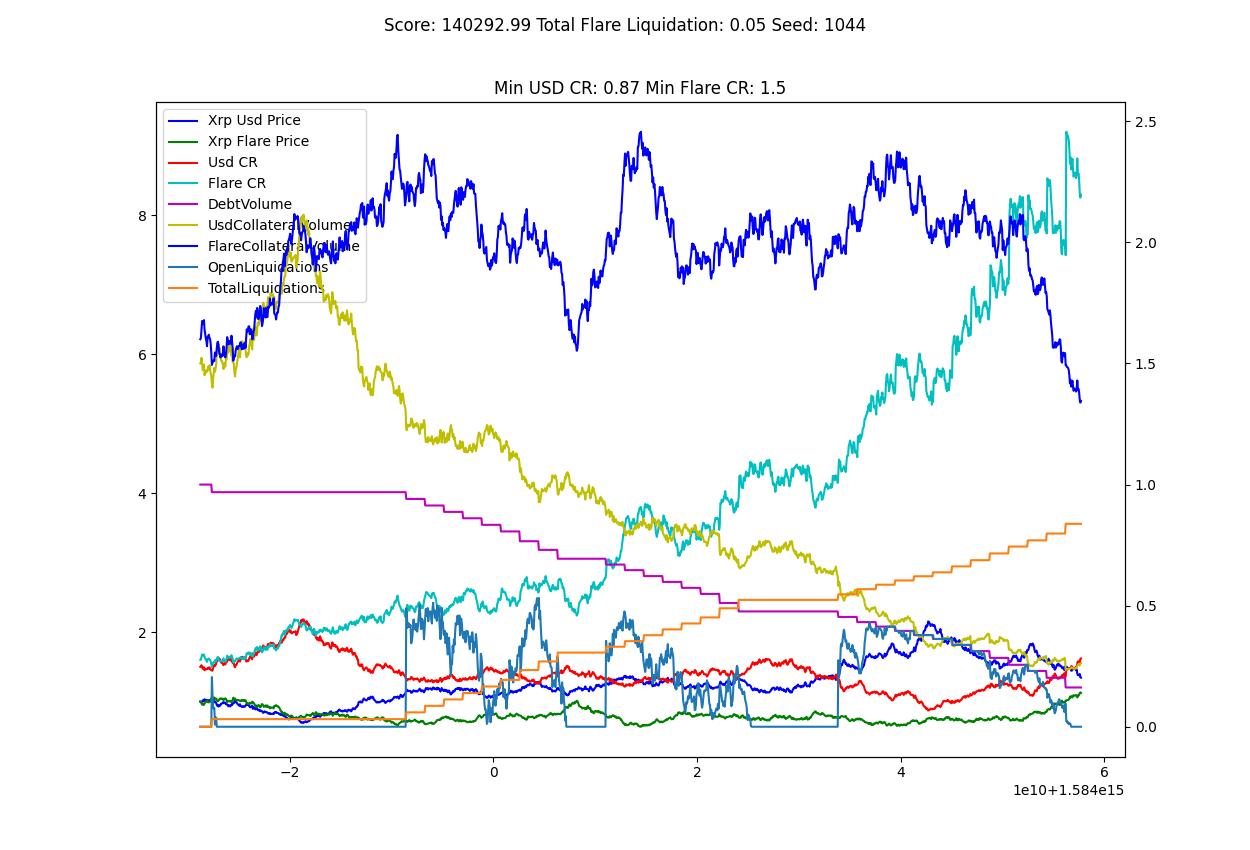 Score: 140292.99 Total Flare Liquidation: 0.05 Seed: 1044
Min USD CR: 0.87 Min Flare CR: 1.5
Xrp Usd Price
Xrp Flare Price
Usd CR
Flare CR
DebtVolume
UsdCollateralVolume
FlareCollateralVolume
OpenLiquidations
TotalLiquidations
8
6
4
2
2.5
2.0
1.5
1.0
0.5
0.0
−2
0
2
4
6
1e10+1.584e15